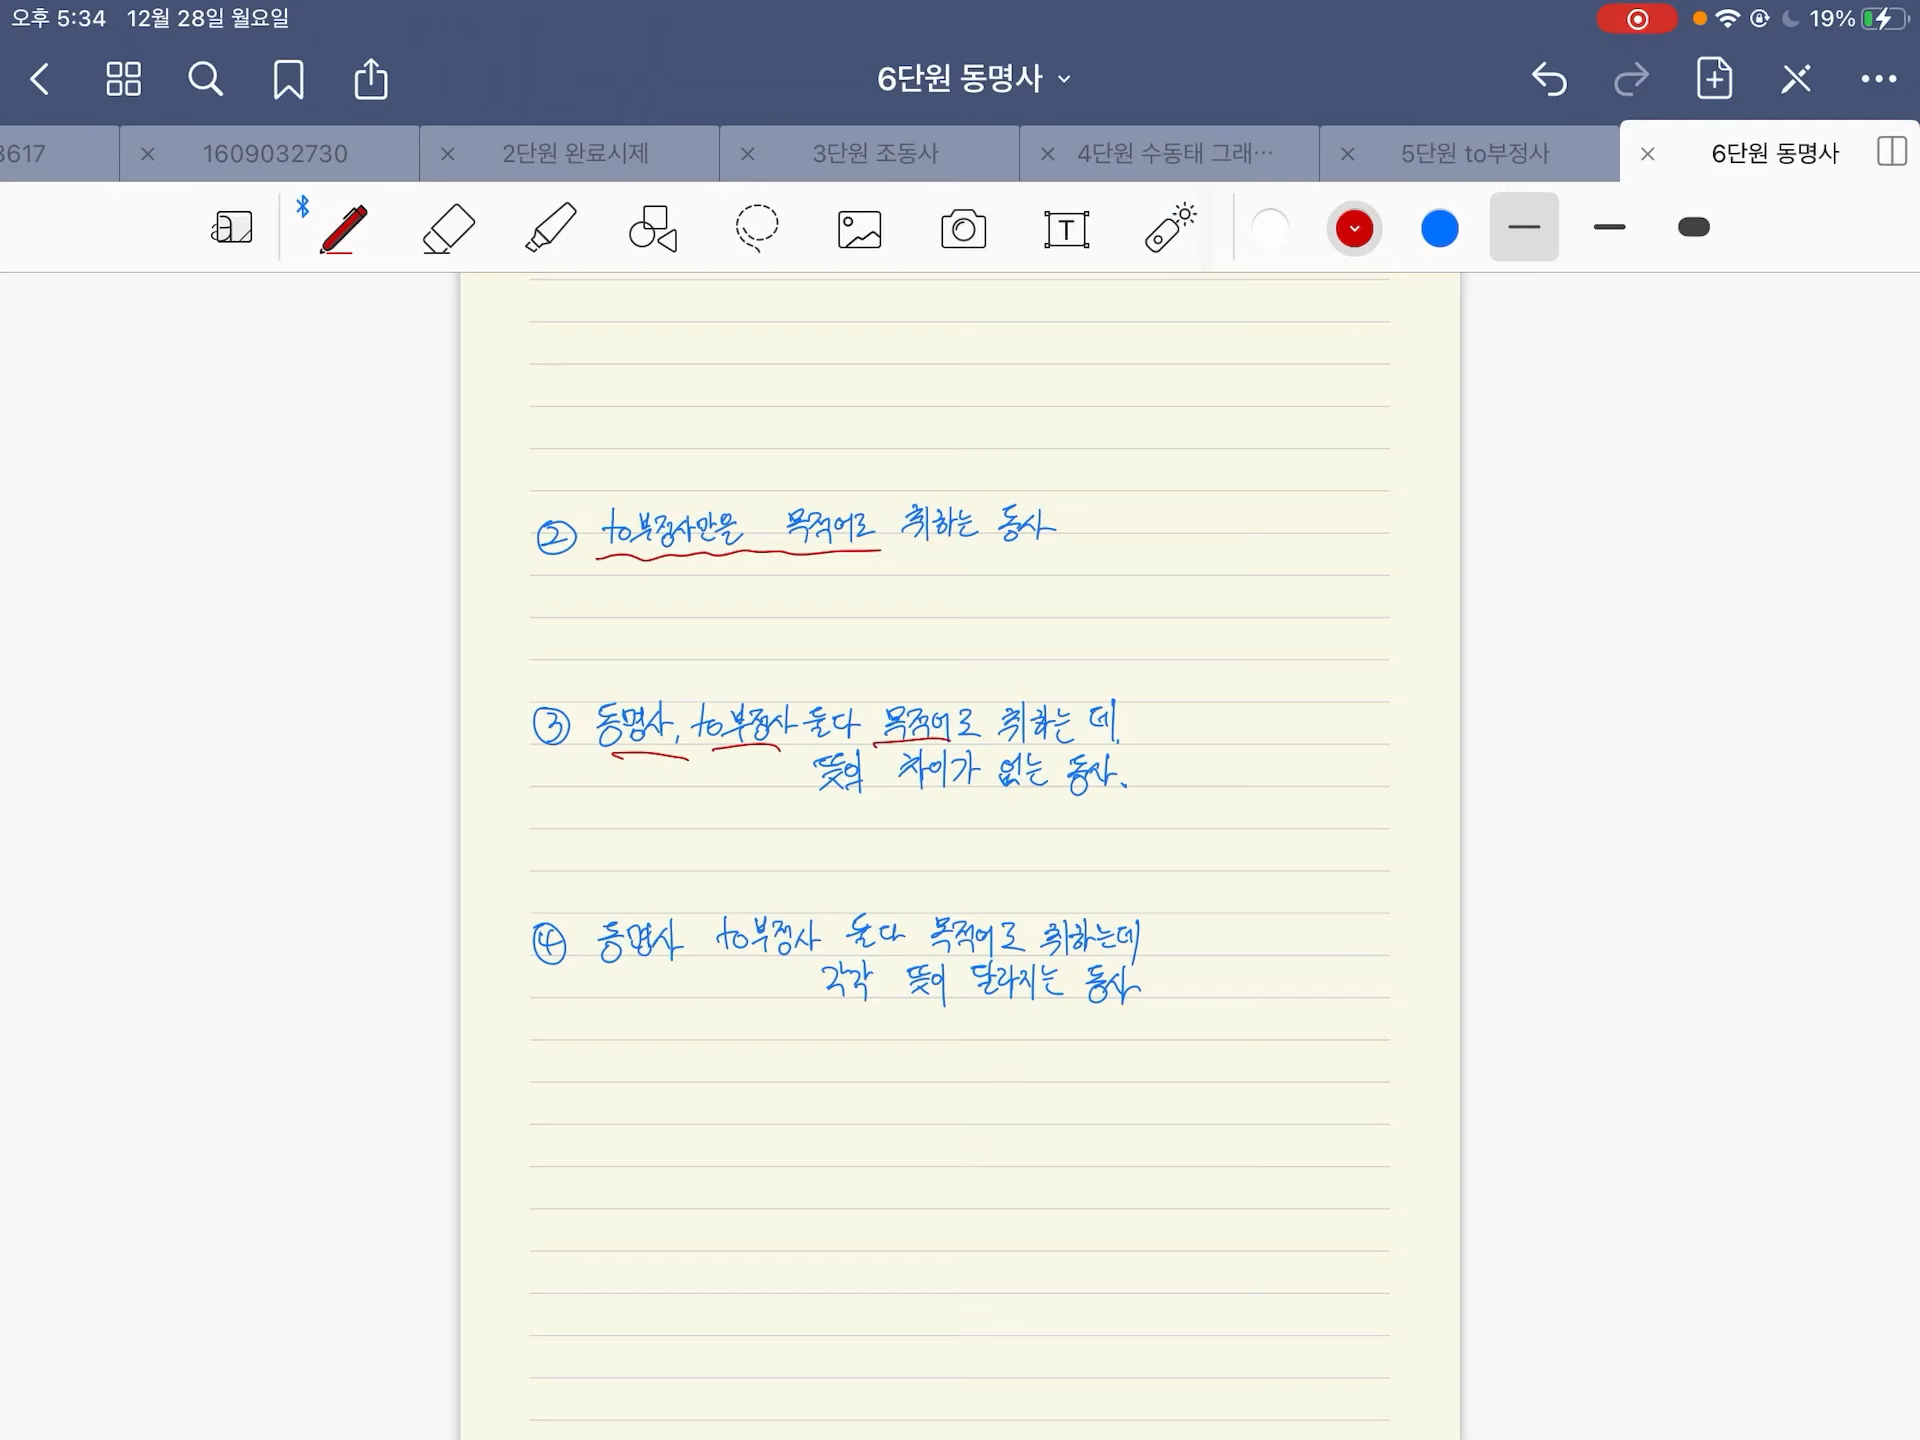 오후 5:34 12월 28일 월요일 19%
6단원 동명사
3617 1609032730 2단원 완료시제 3단원 조동사 4단원 수동태 그래… 5단원 to부정사 6단원 동명사
T
② to부정사만을 목적어로 취하는 동사
③ 동명사, to부정사 둘다 목적어로 취하는 데
뜻의 차이가 없는 동사.
④ 동명사 to부정사 둘다 목적어로 취하는데
각각 뜻이 달라지는 동사